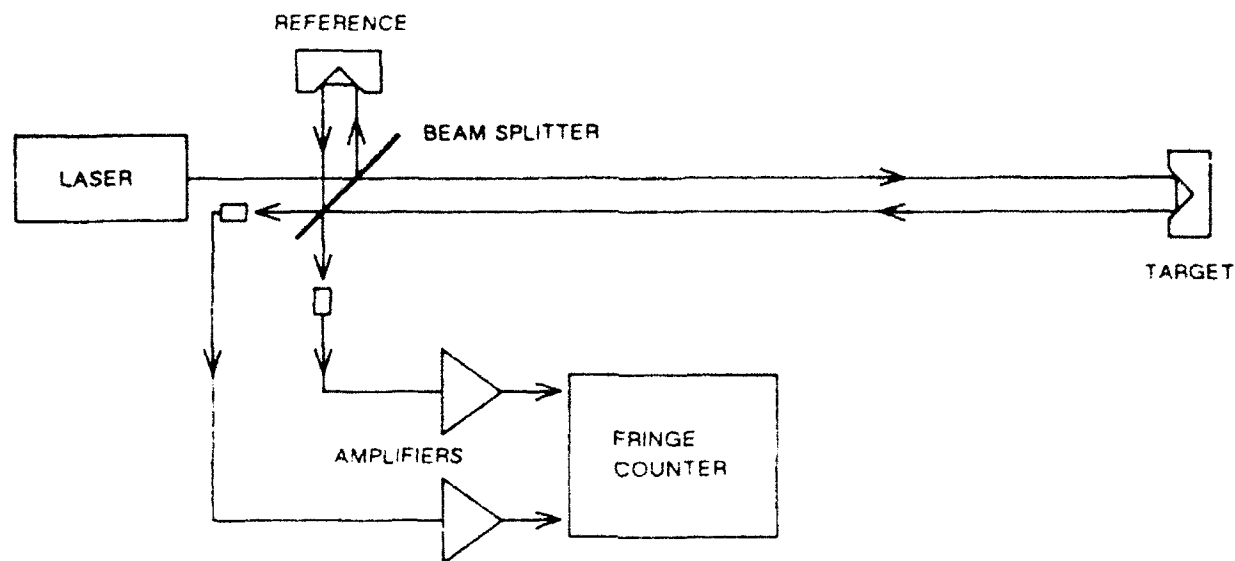 REFERENCE
BEAM SPLITTER
LASER
TARGET
AMPLIFIERS
FRINGE
COUNTER